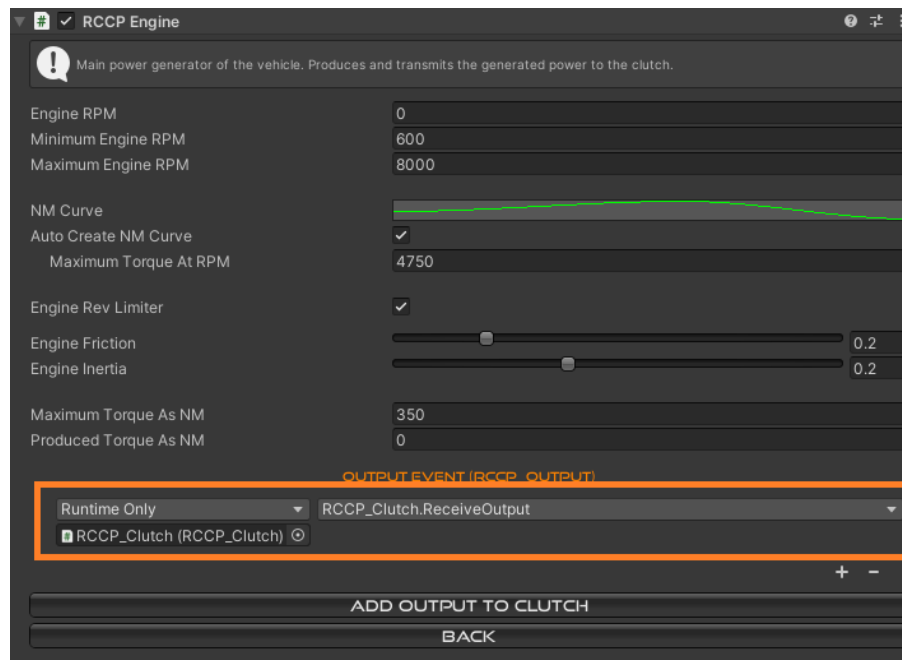 RCCP Engine
Main power generator of the vehicle. Produces and transmits the generated power to the clutch.
Engine RPM 0
Minimum Engine RPM 600
Maximum Engine RPM 8000
NM Curve
Auto Create NM Curve
Maximum Torque At RPM 4750
Engine Rev Limiter
Engine Friction 0.2
Engine Inertia 0.2
Maximum Torque As NM 350
Produced Torque As NM 0
OUTPUT EVENT (RCCP_OUTPUT)
Runtime Only RCCP_Clutch.ReceiveOutput
RCCP_Clutch (RCCP_Clutch)
ADD OUTPUT TO CLUTCH
BACK